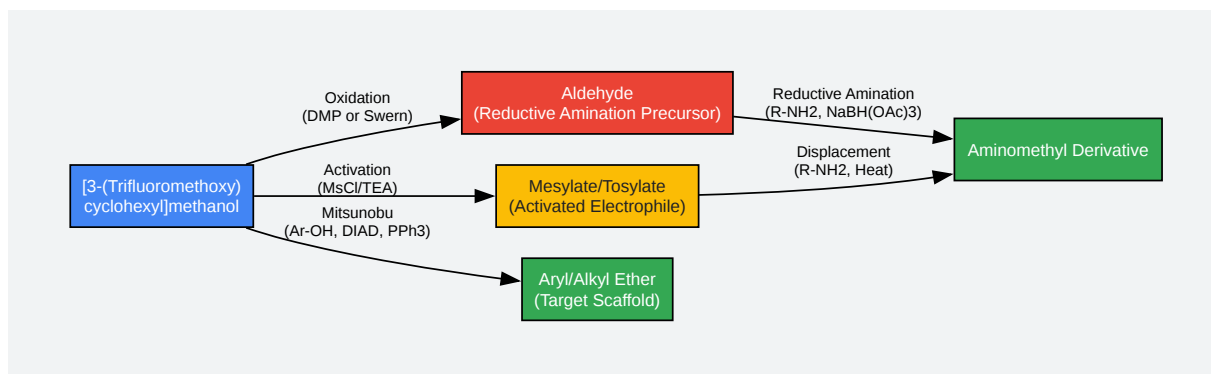 [3-(Trifluoromethoxy)
cyclohexyl]methanol
Oxidation
(DMP or Swern)
Activation
(MsCl/TEA)
Mitsunobu
(Ar-OH, DIAD, PPh3)
Aldehyde
(Reductive Amination Precursor)
Mesylate/Tosylate
(Activated Electrophile)
Aryl/Alkyl Ether
(Target Scaffold)
Reductive Amination
(R-NH2, NaBH(OAc)3)
Displacement
(R-NH2, Heat)
Aminomethyl Derivative